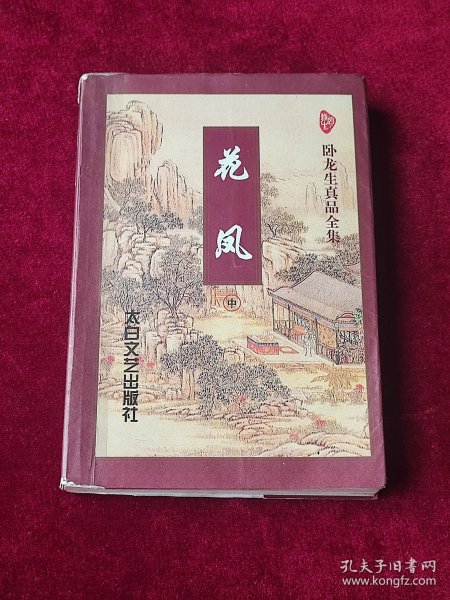 卧龙生真品全集
花凤
中
太白文艺出版社
孔夫子旧书网
www.kongfz.com